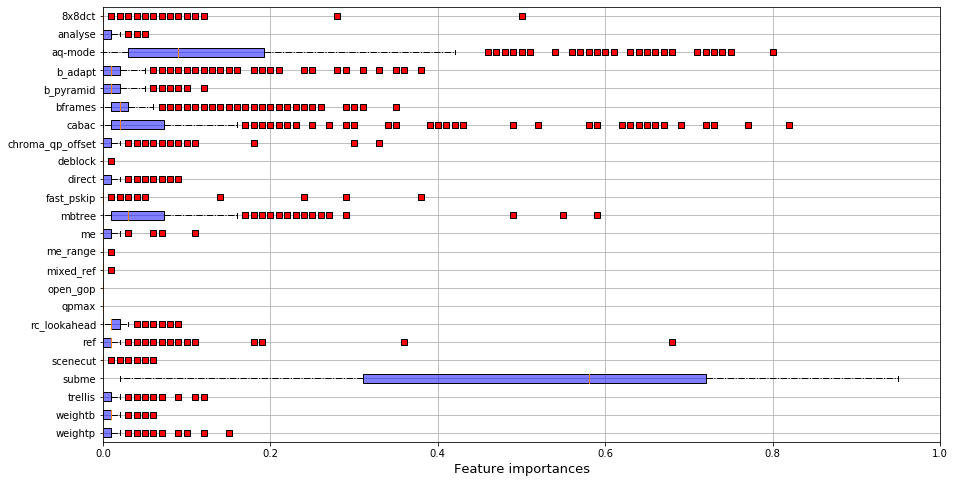 8x8dct
analyse
aq-mode
b_adapt
b_pyramid
bframes
cabac
chroma_qp_offset
deblock
direct
fast_pskip
mbtree
me
me_range
mixed_ref
open_gop
qpmax
rc_lookahead
ref
scenecut
subme
trellis
weightb
weightp
0.0 0.2 0.4 0.6 0.8 1.0
Feature importances